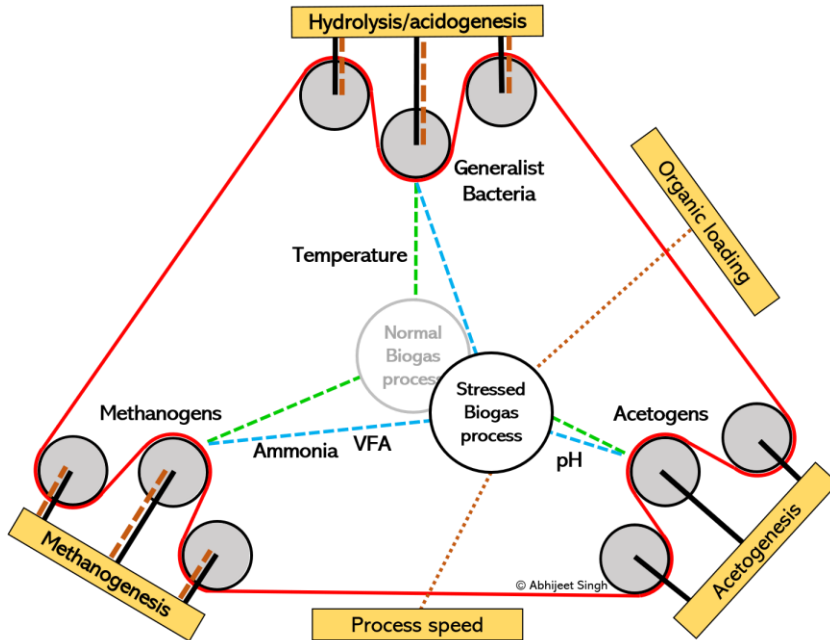 Hydrolysis/acidogenesis
Generalist
Bacteria
Organic loading
Temperature
Normal
Biogas
process
Stressed
Biogas
process
Methanogens
Acetogens
Ammonia
VFA
pH
Methanogenesis
Acetogenesis
© Abhijeet Singh
Process speed